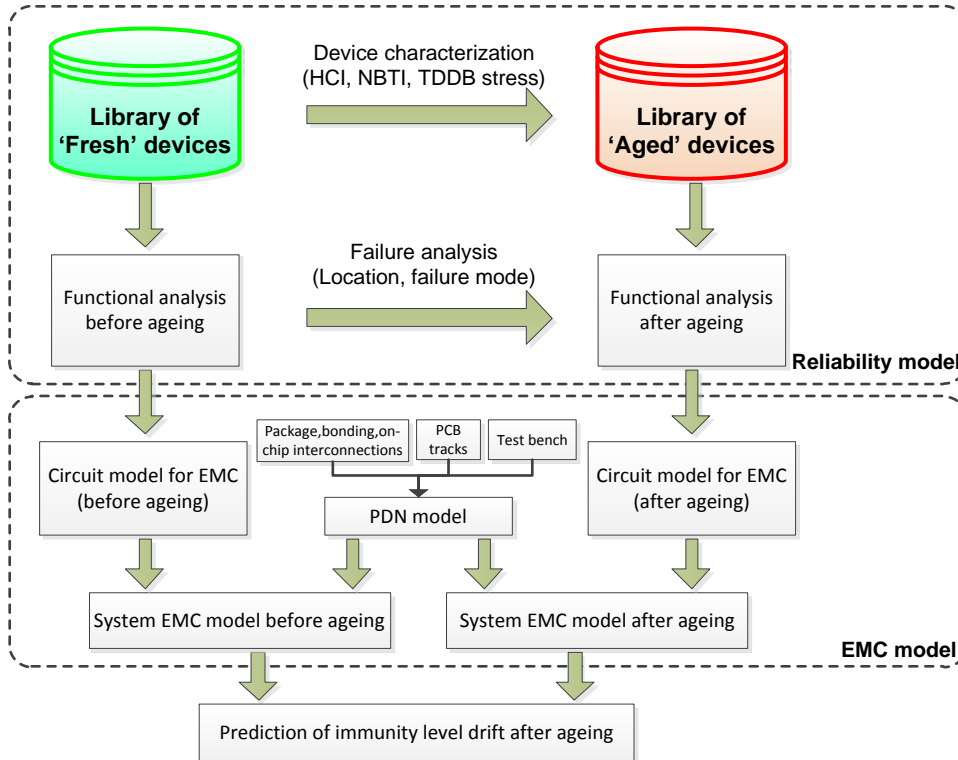 Library of
‘Fresh’ devices
Device characterization
(HCI, NBTI, TDDB stress)
Library of
‘Aged’ devices
Functional analysis
before ageing
Failure analysis
(Location, failure mode)
Functional analysis
after ageing
Reliability model
Circuit model for EMC
(before ageing)
Package,bonding,on-
chip interconnections
PCB
tracks
Test bench
PDN model
Circuit model for EMC
(after ageing)
System EMC model before ageing
System EMC model after ageing
EMC model
Prediction of immunity level drift after ageing